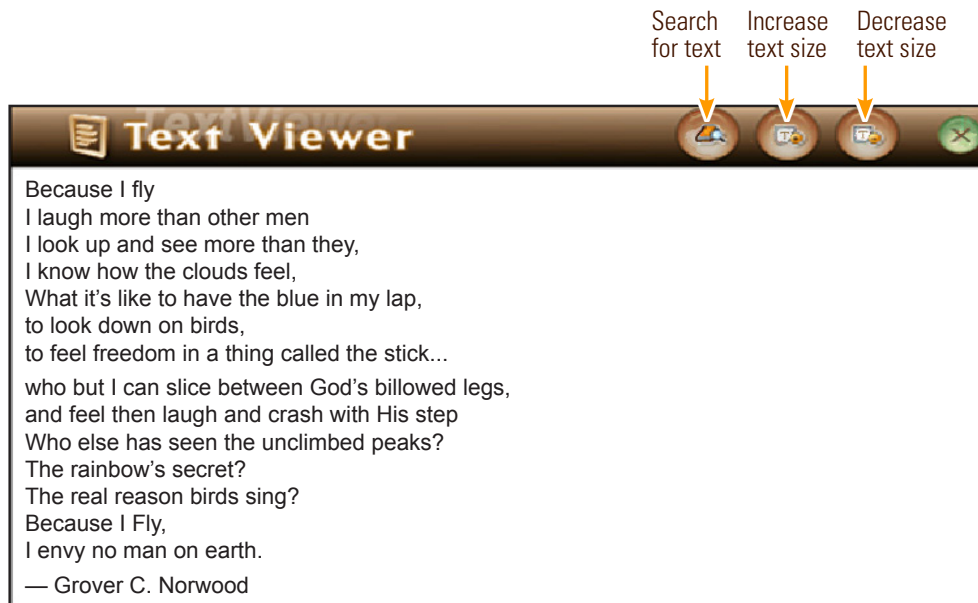 Search for text
Increase text size
Decrease text size
Text Viewer
Because I fly
I laugh more than other men
I look up and see more than they,
I know how the clouds feel,
What it's like to have the blue in my lap,
to look down on birds,
to feel freedom in a thing called the stick...
who but I can slice between God's billowed legs,
and feel then laugh and crash with His step
Who else has seen the unclimbed peaks?
The rainbow's secret?
The real reason birds sing?
Because I Fly,
I envy no man on earth.
— Grover C. Norwood